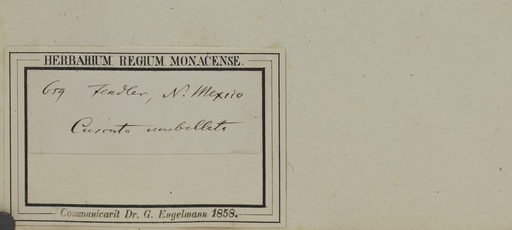 HERBARIUM REGIUM MONACENSE.
659 Fendler, N. Mexico
Cuscuta umbellata
Communicavit Dr. G. Engelmann 1858.